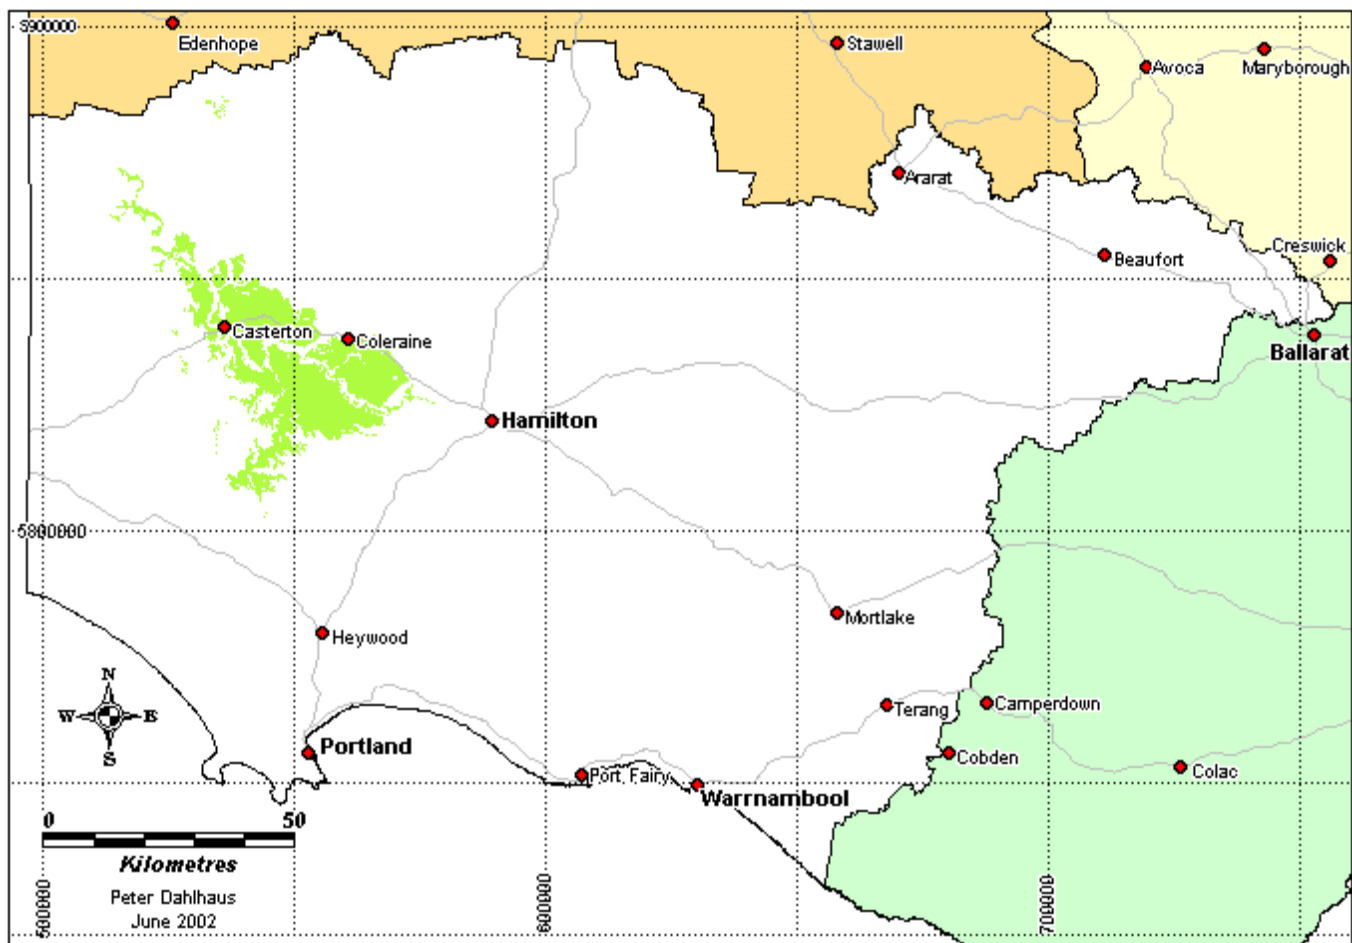 5900000
Edenhope
Stawell
Avoca
Maryborough
Ararat
Creswick
Beaufort
Casterton
Coleraine
Ballarat
Hamilton
5800000
Mortlake
Heywood
N
W E
S
Terang
Camperdown
Portland
Cobden
Port Fairy
Colac
Warrnambool
0 50
Kilometres
Peter Dahlhaus
June 2002
500000
600000
700000